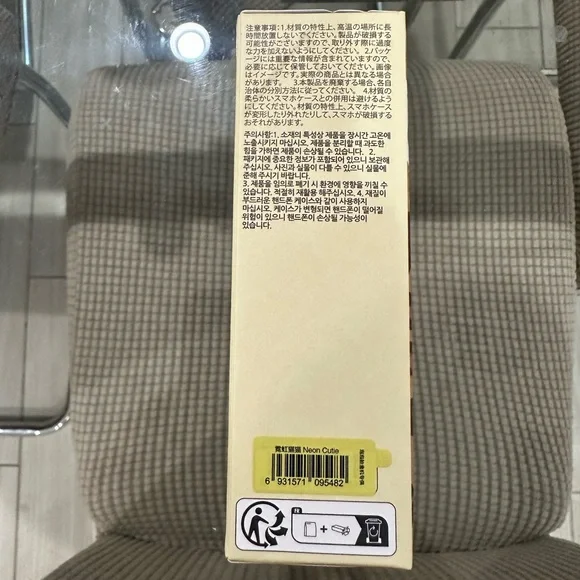 注意事項:1.材質の特性上、高温の場所に長
時間放置しないでください。製品が破損する
可能性がございますので、取り外す際に過度
な力を加えないようにしてください。2.パッケ
ージには重要な情報が含まれていますので、
必要に応じて保管しておいてください。画像
はイメージです。実際の商品とは異なる場合
があります。 3.本製品を廃棄する場合、各自
治体の分別方法に従ってください。 4.材質の
柔らかいスマホケースとの併用は避けるよう
にしてください。材質の特性上、スマホケース
が変形したり外れたりして、スマホが破損する
おそれがあります。
주의사항:1. 소재의 특성상 제품을 장시간 고온에
노출시키지 마십시오. 제품을 분리할 때 과도한
힘을 가하면 제품이 손상될 수 있습니다. 2.
패키지에 중요한 정보가 포함되어 있으니 보관해
주십시오. 사진과 실물이 다를 수 있으니 실물에
준해 주시기 바랍니다.
3. 제품을 임의로 폐기 시 환경에 영향을 끼칠 수
있습니다. 적절히 재활용 해주십시오. 4. 재질이
부드러운 핸드폰 케이스와 같이 사용하지
마십시오. 케이스가 변형되면 핸드폰이 떨어질
위험이 있으니 핸드폰이 손상될 가능성이
있습니다.
霓虹猫猫 Neon Cutie
6 931571 095482
FR
+